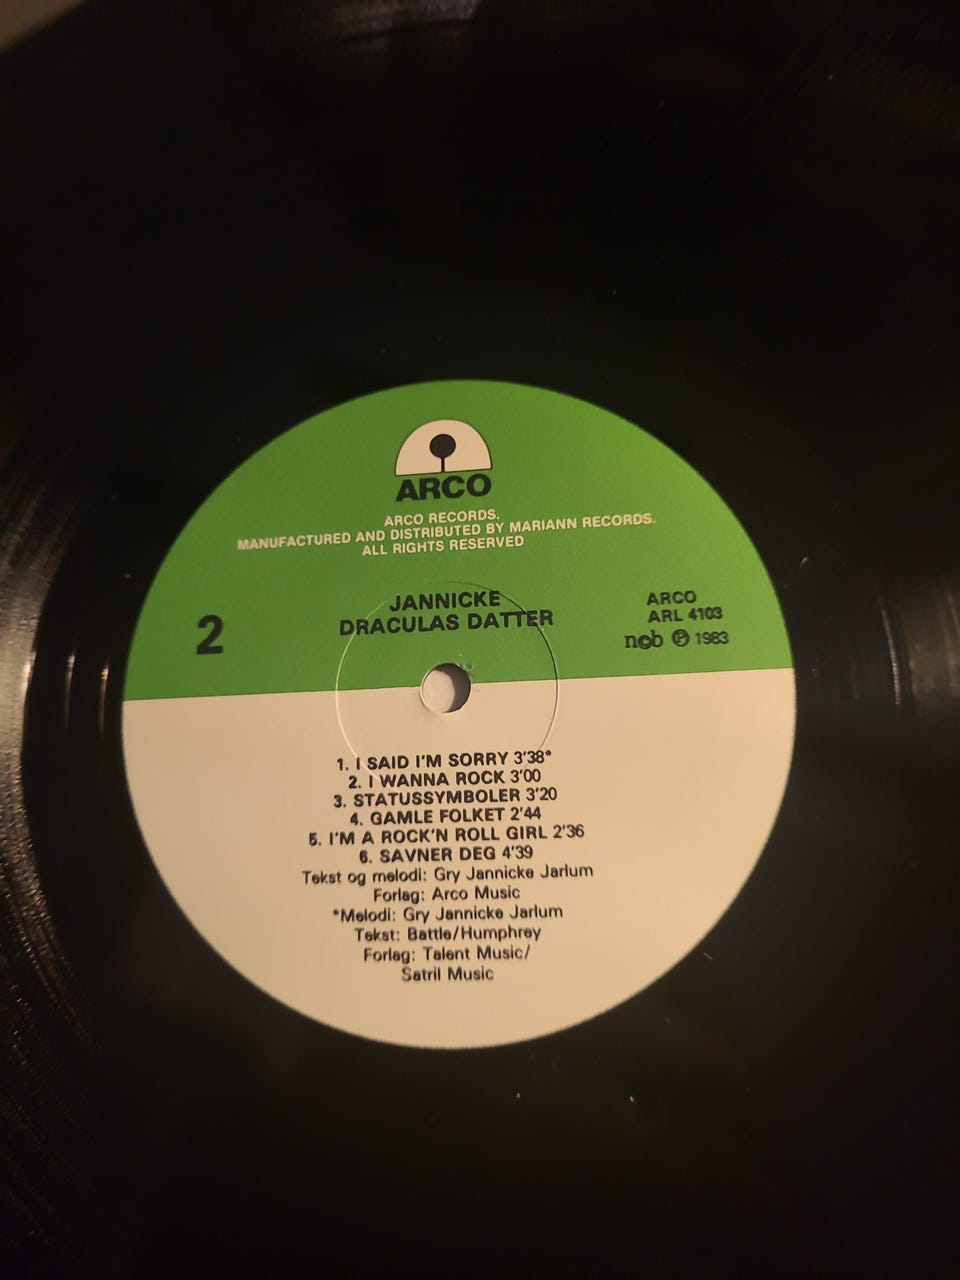 ARCO
ARCO RECORDS.
MANUFACTURED AND DISTRIBUTED BY MARIANN RECORDS.
ALL RIGHTS RESERVED
2
JANNICKE
DRACULAS DATTER
ARCO
ARL 4103
ncb Ⓟ 1983
1. I SAID I'M SORRY 3'38*
2. I WANNA ROCK 3'00
3. STATUSSYMBOLER 3'20
4. GAMLE FOLKET 2'44
5. I'M A ROCK'N ROLL GIRL 2'36
6. SAVNER DEG 4'39
Tekst og melodi: Gry Jannicke Jarlum
Forlag: Arco Music
*Melodi: Gry Jannicke Jarlum
Tekst: Battle/Humphrey
Forlag: Talent Music/
Satril Music